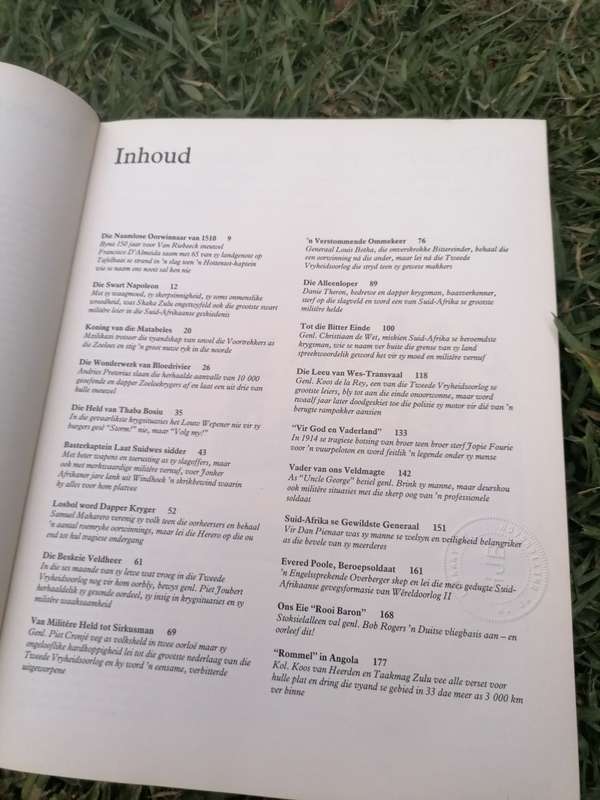 Inhoud
Die Naamlose Oorwinnaar van 1510 9
Byna 150 jaar voor Van Riebeeck sneuwel
Francisco D'Almeida saam met 65 van sy landgenote op
Tafelbaai se strand in 'n slag teen 'n Hottentot-kaptein
wie se naam ons nooit sal ken nie
Die Swart Napoleon 12
Met sy waagmoed, sy skerpsinnigheid, sy soms onmenslike
wreedheid, was Shaka Zulu ongetwyfeld ook die grootste swart
militêre leier in die Suid-Afrikaanse geskiedenis
Koning van die Matabeles 20
Mzilikazi trotseer die vyandskap van sowel die Voortrekkers as
die Zoeloes en stig 'n groot nuwe ryk in die noorde
Die Wonderwerk van Bloedrivier 26
Andries Pretorius slaan die herhaalde aanvalle van 10 000
geoefende en dapper Zoeloekrygers af en laat een uit drie van
hulle sneuwel
Die Held van Thaba Bosiu 35
In die gevaarlikste krygsituasies het Louw Wepener nie vir sy
burgers gesê "Storm!" nie, maar "Volg my!"
Basterkaptein Laat Suidwes sidder 43
Met beter wapens en toerusting as sy slagoffers, maar
ook met merkwaardige militêre vernuf, voer Jonker
Afrikaner jare lank uit Windhoek 'n skrikbewind waarin
hy alles voor hom platvee
Losbol word Dapper Kryger 52
Samuel Maharero verenig sy volk teen die oorheersers en behaal
'n aantal roemryke oorwinnings, maar lei die Herero op die ou
end tot hul tragiese ondergang
Die Beskeie Veldheer 61
In die ses maande van sy lewe wat vroeg in die Tweede
Vryheidsoorlog nog vir hom oorbly, bewys genl. Piet Joubert
herhaaldelik sy gesonde oordeel, sy insig in krygsituasies en sy
militêre waaksaamheid
Van Militêre Held tot Sirkusman 69
Genl. Piet Cronjé veg as volksheld in twee oorloë maar sy
ongelooflike hardkoppigheid lei tot die grootste nederlaag van die
Tweede Vryheidsoorlog en hy word 'n eensame, verbitterde
uitgeworpene
'n Verstommende Ommekeer 76
Generaal Louis Botha, die onverskrokke Bittereinder, behaal die
een oorwinning ná die ander, maar lei ná die Tweede
Vryheidsoorlog die stryd teen sy gewese makkers
Die Alleenloper 89
Danie Theron, bedrewe en dapper krygsman, baasverkenner,
sterf op die slagveld en word een van Suid-Afrika se grootste
militêre helde
Tot die Bitter Einde 100
Genl. Christiaan de Wet, miskien Suid-Afrika se beroemdste
krygsman, wie se naam ver buite die grense van sy land
spreekwoordelik geword het vir sy moed en militêre vernuf
Die Leeu van Wes-Transvaal 118
Genl. Koos de la Rey, een van die Tweede Vryheidsoorlog se
grootste leiers, bly tot aan die einde onoorwonne, maar word
twaalf jaar later doodgeskiet toe die polisie sy motor vir dié van 'n
berugte rampokker aansien
"Vir God en Vaderland" 133
In 1914 se tragiese botsing van broer teen broer sterf Jopie Fourie
voor 'n vuurpeloton en word feitlik 'n legende onder sy mense
Vader van ons Veldmagte 142
As "Uncle George" besiel genl. Brink sy manne, maar deurskou
ook militêre situasies met die skerp oog van 'n professionele
soldaat
Suid-Afrika se Gewildste Generaal 151
Vir Dan Pienaar was sy manne se welsyn en veiligheid belangriker
as die bevele van sy meerderes
Evered Poole, Beroepsoldaat 161
'n Engelssprekende Overberger skep en lei die mees gedugte Suid-
Afrikaanse gevegsformasie van Wêreldoorlog II
Ons Eie "Rooi Baron" 168
Stoksielalleen val genl. Bob Rogers 'n Duitse vliegbasis aan – en
oorleef dit!
"Rommel" in Angola 177
Kol. Koos van Heerden en Taakmag Zulu vee alle verset voor
hulle plat en dring die vyand se gebied in 33 dae meer as 3 000 km
ver binne